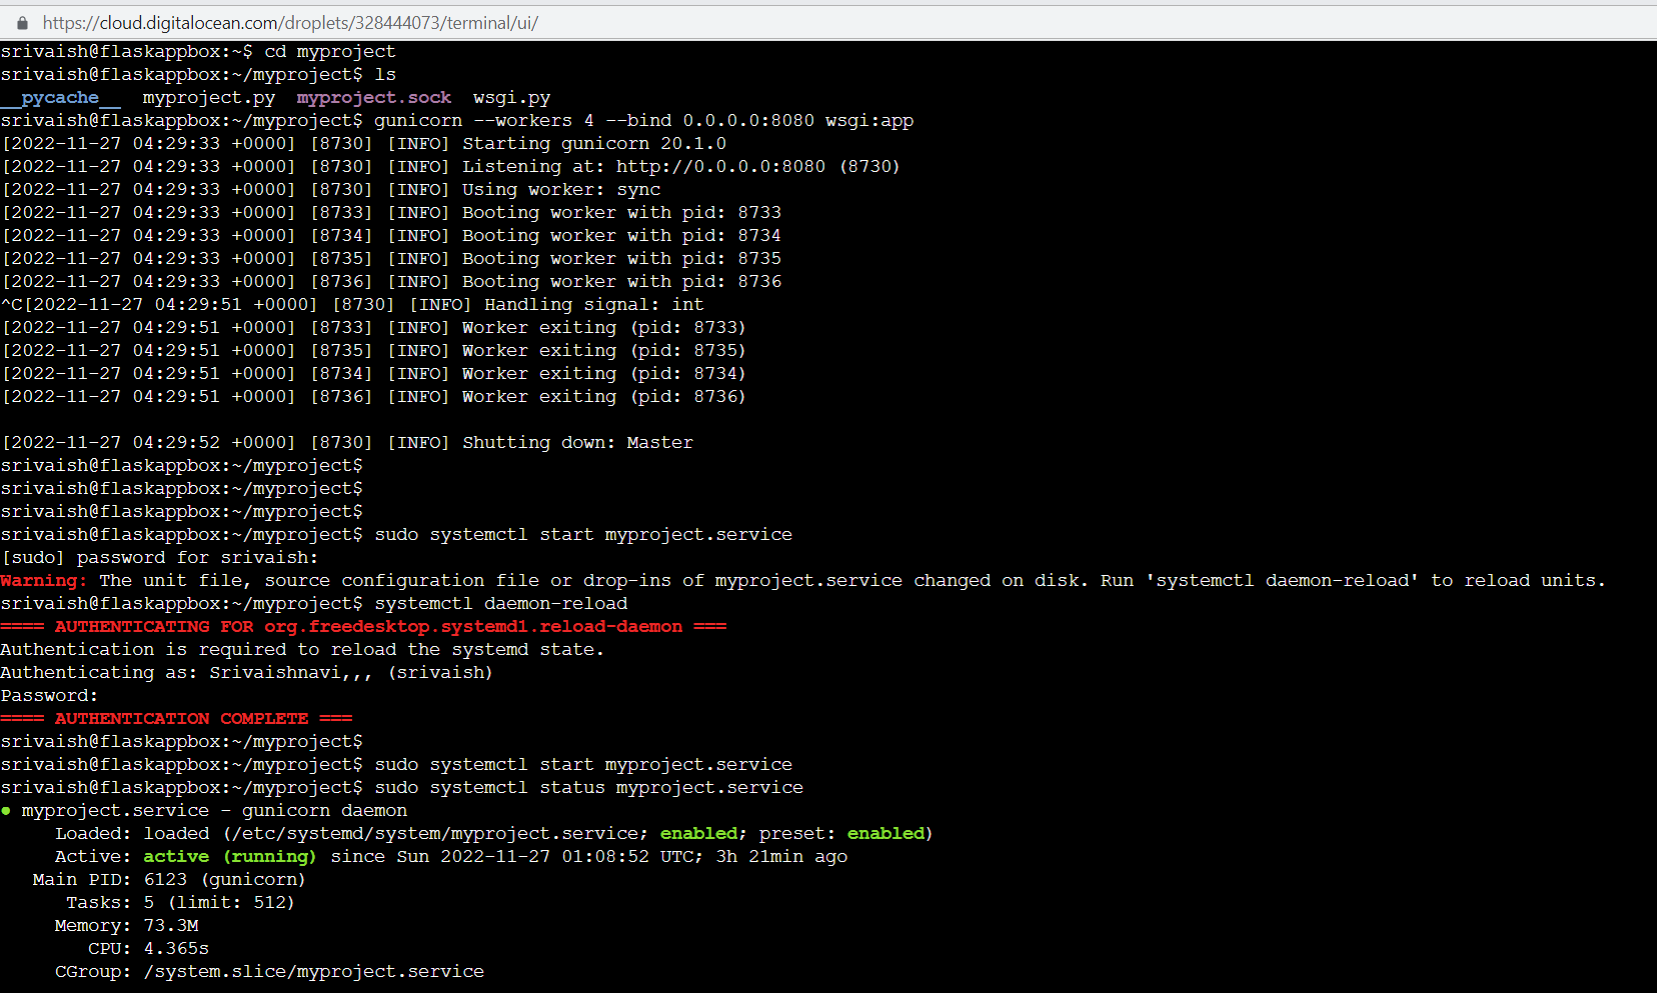 https://cloud.digitalocean.com/droplets/328444073/terminal/ui/
srivaish@flaskappbox:~$ cd myproject
srivaish@flaskappbox:~/myproject$ ls
__pycache__  myproject.py  myproject.sock  wsgi.py
srivaish@flaskappbox:~/myproject$ gunicorn --workers 4 --bind 0.0.0.0:8080 wsgi:app
[2022-11-27 04:29:33 +0000] [8730] [INFO] Starting gunicorn 20.1.0
[2022-11-27 04:29:33 +0000] [8730] [INFO] Listening at: http://0.0.0.0:8080 (8730)
[2022-11-27 04:29:33 +0000] [8730] [INFO] Using worker: sync
[2022-11-27 04:29:33 +0000] [8733] [INFO] Booting worker with pid: 8733
[2022-11-27 04:29:33 +0000] [8734] [INFO] Booting worker with pid: 8734
[2022-11-27 04:29:33 +0000] [8735] [INFO] Booting worker with pid: 8735
[2022-11-27 04:29:33 +0000] [8736] [INFO] Booting worker with pid: 8736
^C[2022-11-27 04:29:51 +0000] [8730] [INFO] Handling signal: int
[2022-11-27 04:29:51 +0000] [8733] [INFO] Worker exiting (pid: 8733)
[2022-11-27 04:29:51 +0000] [8735] [INFO] Worker exiting (pid: 8735)
[2022-11-27 04:29:51 +0000] [8734] [INFO] Worker exiting (pid: 8734)
[2022-11-27 04:29:51 +0000] [8736] [INFO] Worker exiting (pid: 8736)
[2022-11-27 04:29:52 +0000] [8730] [INFO] Shutting down: Master
srivaish@flaskappbox:~/myproject$
srivaish@flaskappbox:~/myproject$
srivaish@flaskappbox:~/myproject$
srivaish@flaskappbox:~/myproject$ sudo systemctl start myproject.service
[sudo] password for srivaish:
Warning: The unit file, source configuration file or drop-ins of myproject.service changed on disk. Run 'systemctl daemon-reload' to reload units.
srivaish@flaskappbox:~/myproject$ systemctl daemon-reload
==== AUTHENTICATING FOR org.freedesktop.systemd1.reload-daemon ===
Authentication is required to reload the systemd state.
Authenticating as: Srivaishnavi,,, (srivaish)
Password:
==== AUTHENTICATION COMPLETE ===
srivaish@flaskappbox:~/myproject$
srivaish@flaskappbox:~/myproject$ sudo systemctl start myproject.service
srivaish@flaskappbox:~/myproject$ sudo systemctl status myproject.service
● myproject.service - gunicorn daemon
Loaded: loaded (/etc/systemd/system/myproject.service; enabled; preset: enabled)
Active: active (running) since Sun 2022-11-27 01:08:52 UTC; 3h 21min ago
Main PID: 6123 (gunicorn)
Tasks: 5 (limit: 512)
Memory: 73.3M
CPU: 4.365s
CGroup: /system.slice/myproject.service